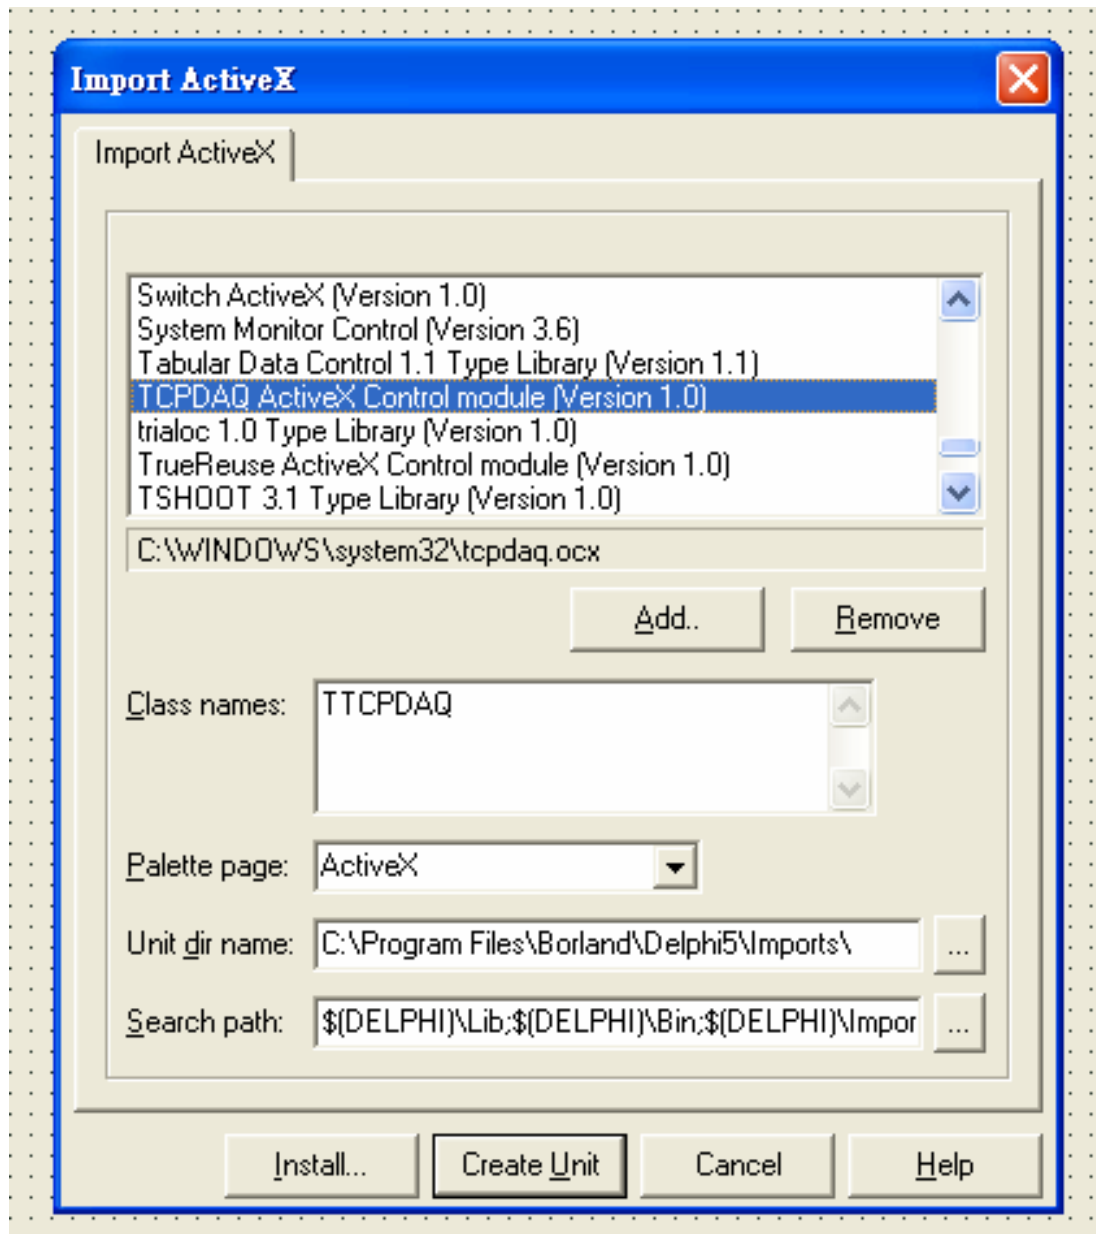 Import ActiveX
Import ActiveX
Switch ActiveX (Version 1.0)
System Monitor Control (Version 3.6)
Tabular Data Control 1.1 Type Library (Version 1.1)
TCPDAQ ActiveX Control module (Version 1.0)
trialoc 1.0 Type Library (Version 1.0)
TrueReuse ActiveX Control module (Version 1.0)
TSHOOT 3.1 Type Library (Version 1.0)
C:\WINDOWS\system32\tcpdaq.ocx
Add.. Remove
Class names: TTCPDAQ
Palette page: ActiveX
Unit dir name: C:\Program Files\Borland\Delphi5\Imports\ ...
Search path: $(DELPHI)\Lib;$(DELPHI)\Bin;$(DELPHI)\Impor ...
Install... Create Unit Cancel Help